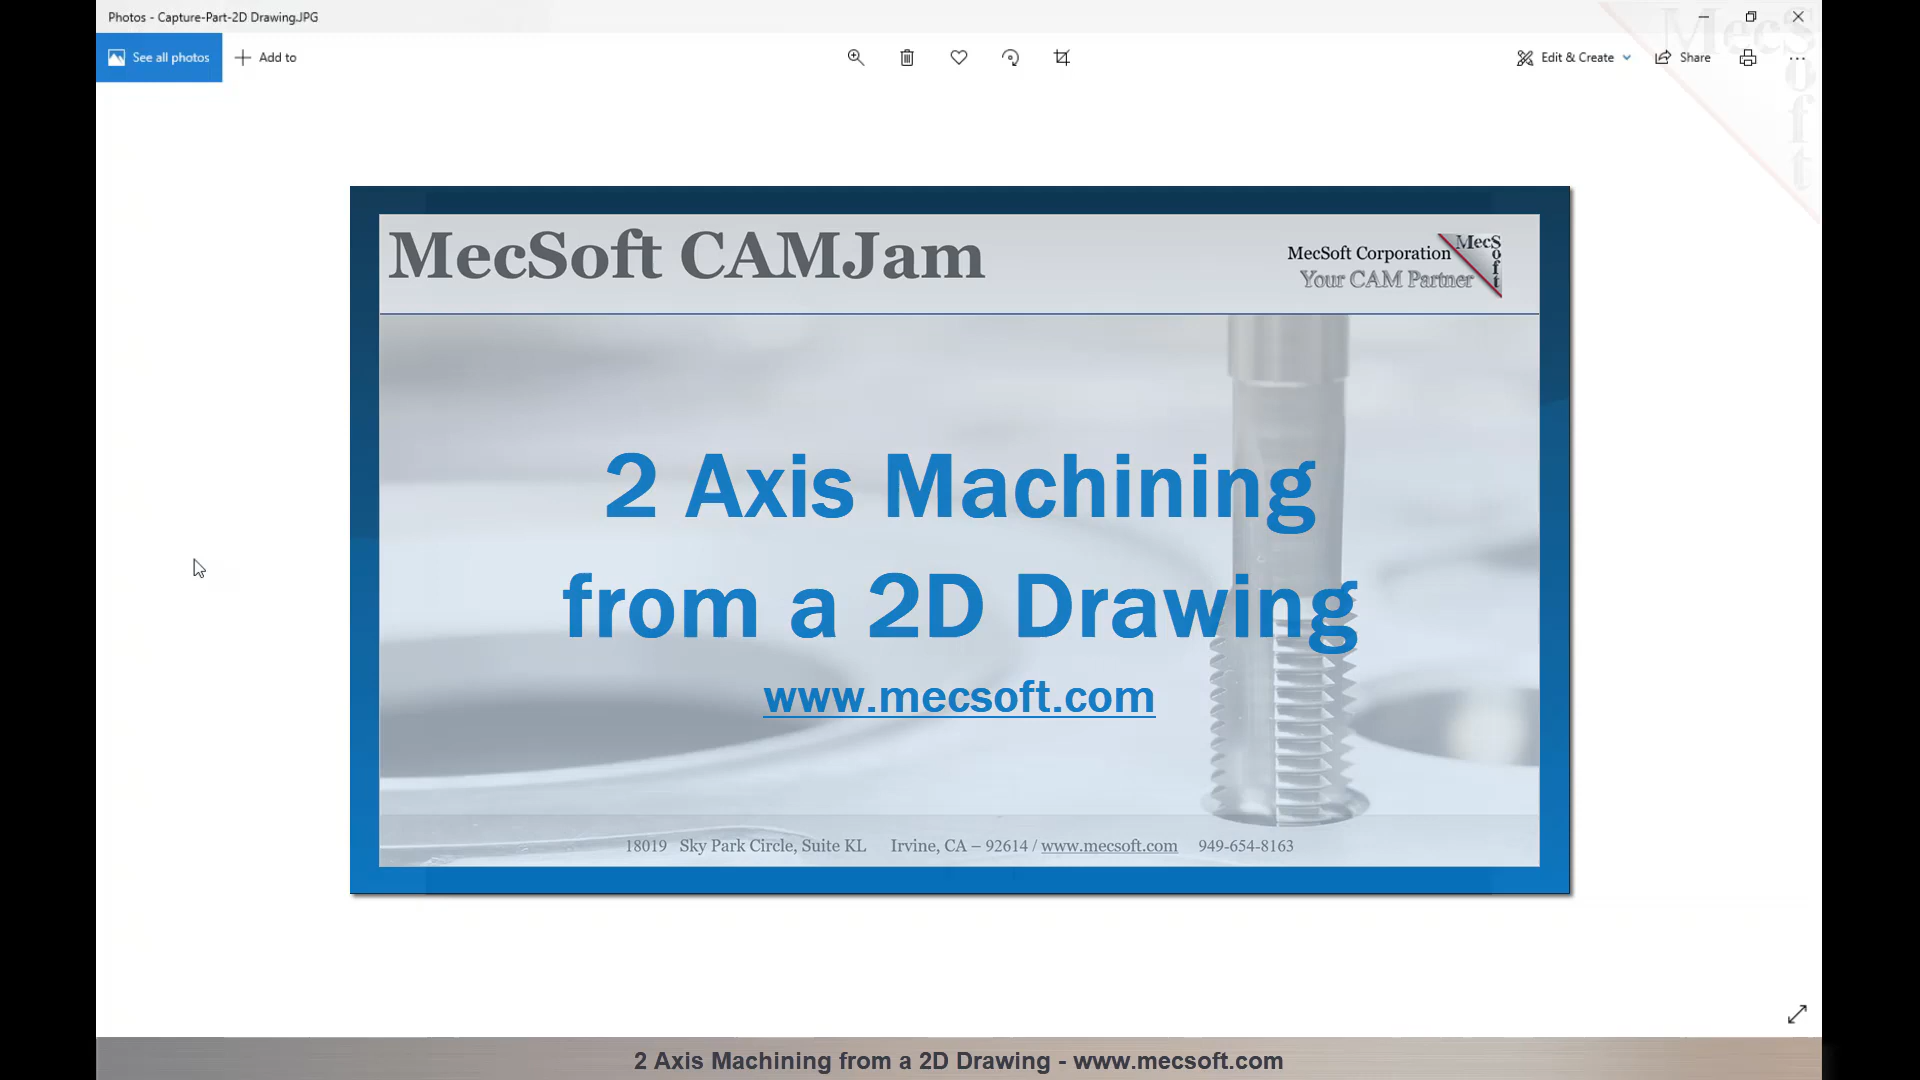 Photos - Capture-Part-2D Drawing.JPG
See all photos
Add to
Edit & Create
Share
MecSoft
MecSoft CAMJam
MecSoft Corporation
Your CAM Partner
MecSoft
2 Axis Machining
from a 2D Drawing
www.mecsoft.com
18019 Sky Park Circle, Suite KL Irvine, CA – 92614 / www.mecsoft.com 949-654-8163
2 Axis Machining from a 2D Drawing - www.mecsoft.com